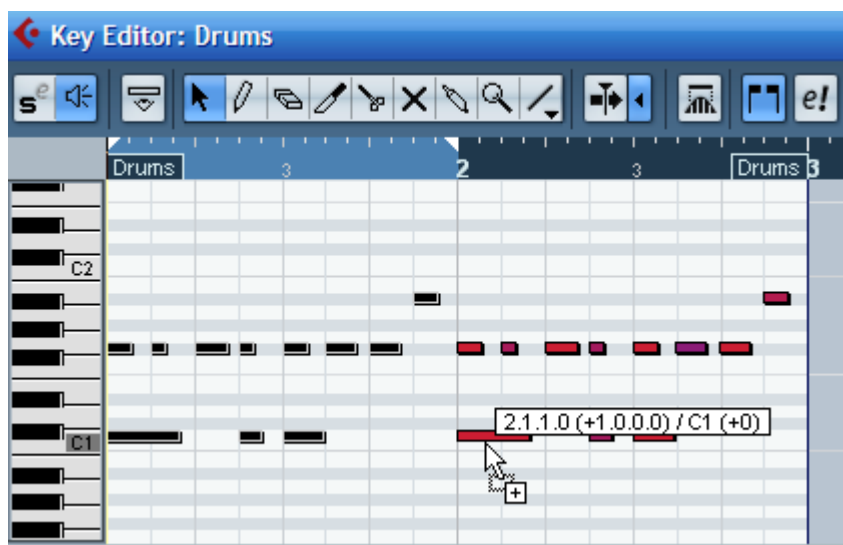 Key Editor: Drums
s e e!
Drums 3 2 3 Drums 3
C2
2.1.1.0 (+1.0.0.0) / C1 (+0)
C1